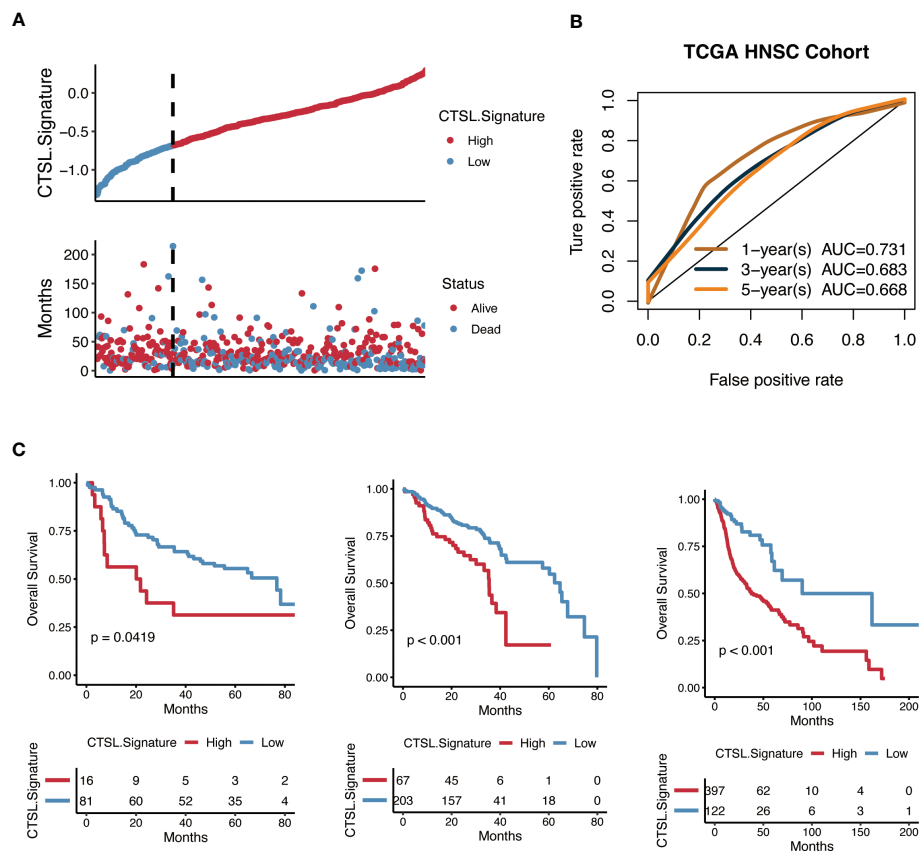 A
CTSL.Signature
0.0
−0.5
−1.0
CTSL.Signature
High
Low
Months
200
150
100
50
0
Status
Alive
Dead
B
TCGA HNSC Cohort
Ture positive rate
1.0
0.8
0.6
0.4
0.2
0.0
1−year(s) AUC=0.731
3−year(s) AUC=0.683
5−year(s) AUC=0.668
0.0 0.2 0.4 0.6 0.8 1.0
False positive rate
C
Overall Survival
1.00
0.75
0.50
0.25
0.00
p = 0.0419
0 20 40 60 80
Months
CTSL.Signature High Low
CTSL.Signature
16 9 5 3 2
81 60 52 35 4
0 20 40 60 80
Months
Overall Survival
1.00
0.75
0.50
0.25
0.00
p < 0.001
0 20 40 60 80
Months
CTSL.Signature High Low
CTSL.Signature
67 45 6 1 0
203 157 41 18 0
0 20 40 60 80
Months
Overall Survival
1.00
0.75
0.50
0.25
0.00
p < 0.001
0 50 100 150 200
Months
CTSL.Signature High Low
CTSL.Signature
397 62 10 4 0
122 26 6 3 1
0 50 100 150 200
Months